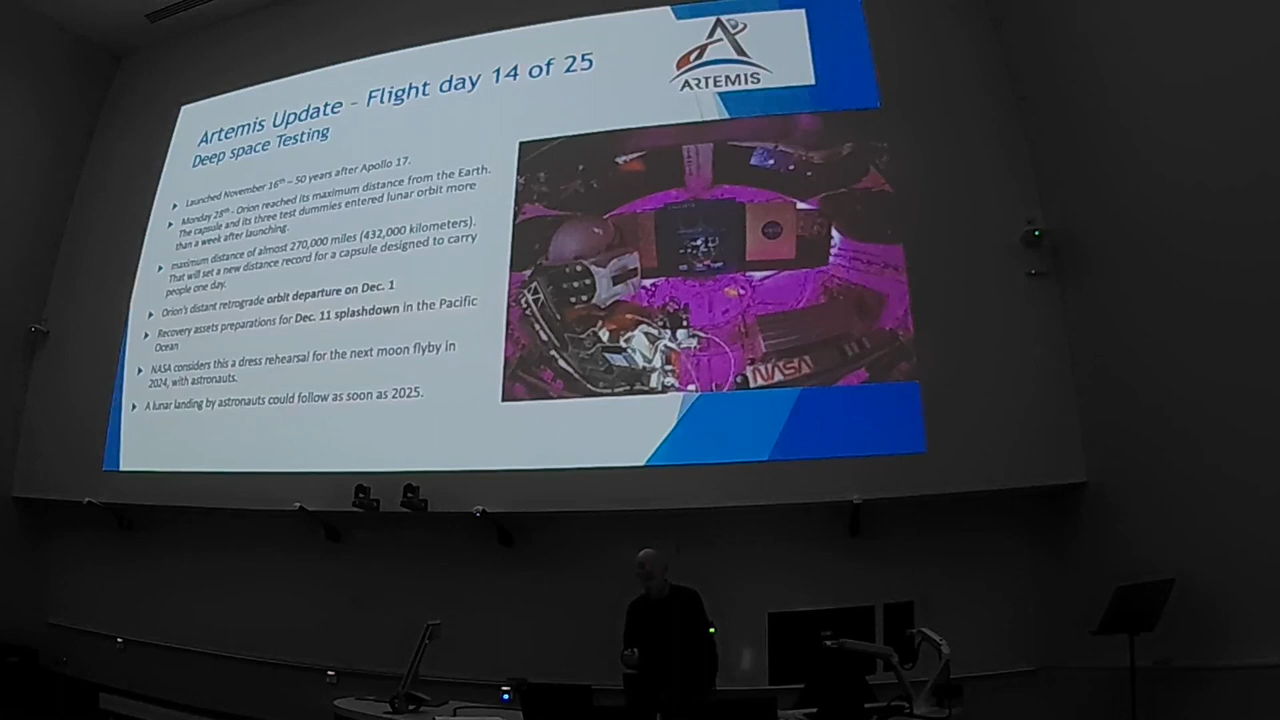 Artemis Update - Flight day 14 of 25
Deep space Testing
ARTEMIS
Launched November 16th – 50 years after Apollo 17.
Monday 28th - Orion reached its maximum distance from the Earth.
The capsule and its three test dummies entered lunar orbit more
than a week after launching.
maximum distance of almost 270,000 miles (432,000 kilometers).
That will set a new distance record for a capsule designed to carry
people one day.
Orion's distant retrograde orbit departure on Dec. 1
Recovery assets preparations for Dec. 11 splashdown in the Pacific
Ocean
NASA considers this a dress rehearsal for the next moon flyby in
2024, with astronauts.
A lunar landing by astronauts could follow as soon as 2025.
NASA